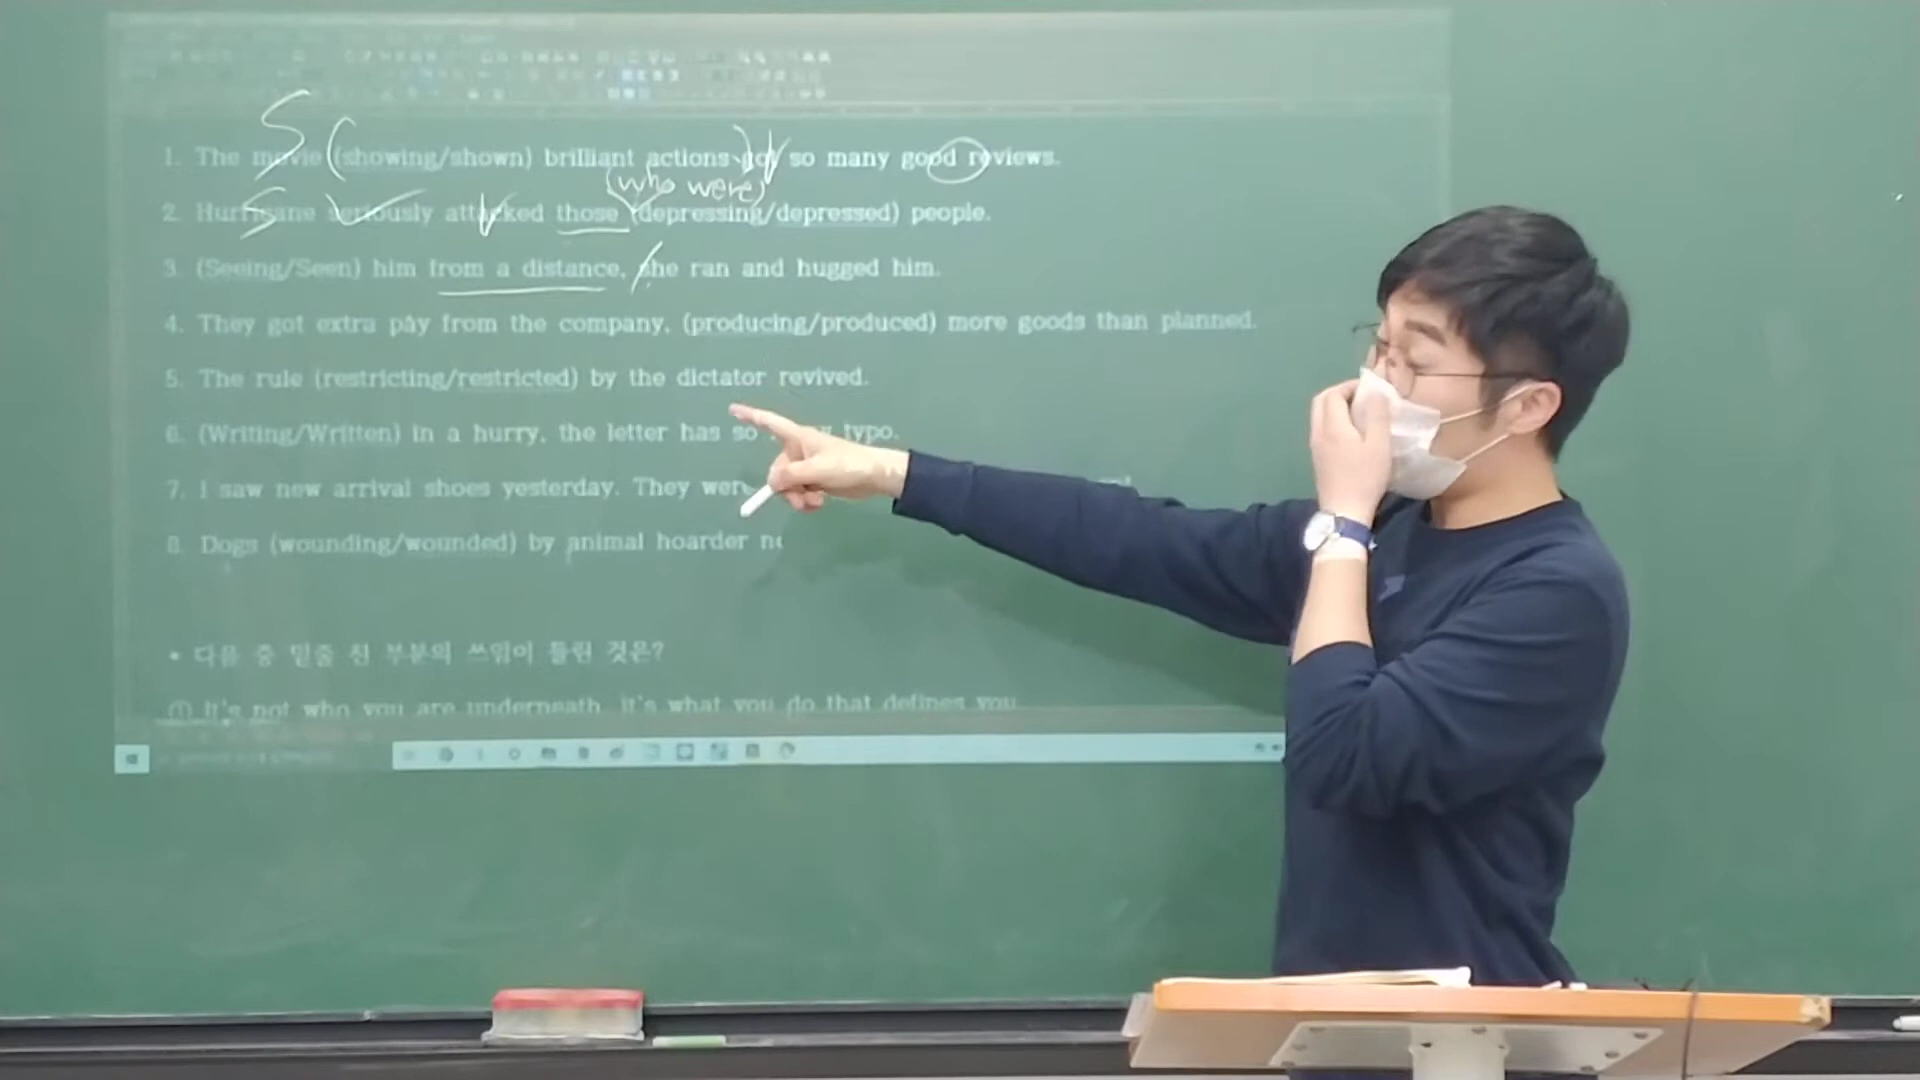 S
1. The movie (showing/shown) brilliant actions got so many good reviews.
(who were)
S V
2. Hurricane seriously attacked those (depressing/depressed) people.
3. (Seeing/Seen) him from a distance, she ran and hugged him.
4. They got extra pay from the company, (producing/produced) more goods than planned.
5. The rule (restricting/restricted) by the dictator revived.
6. (Writing/Written) in a hurry, the letter has so typo.
7. I saw new arrival shoes yesterday. They were
8. Dogs (wounding/wounded) by animal hoarder
• 다음 중 밑줄 친 부분의 쓰임이 틀린 것은?
① It's not who you are underneath, it's what you do that defines you